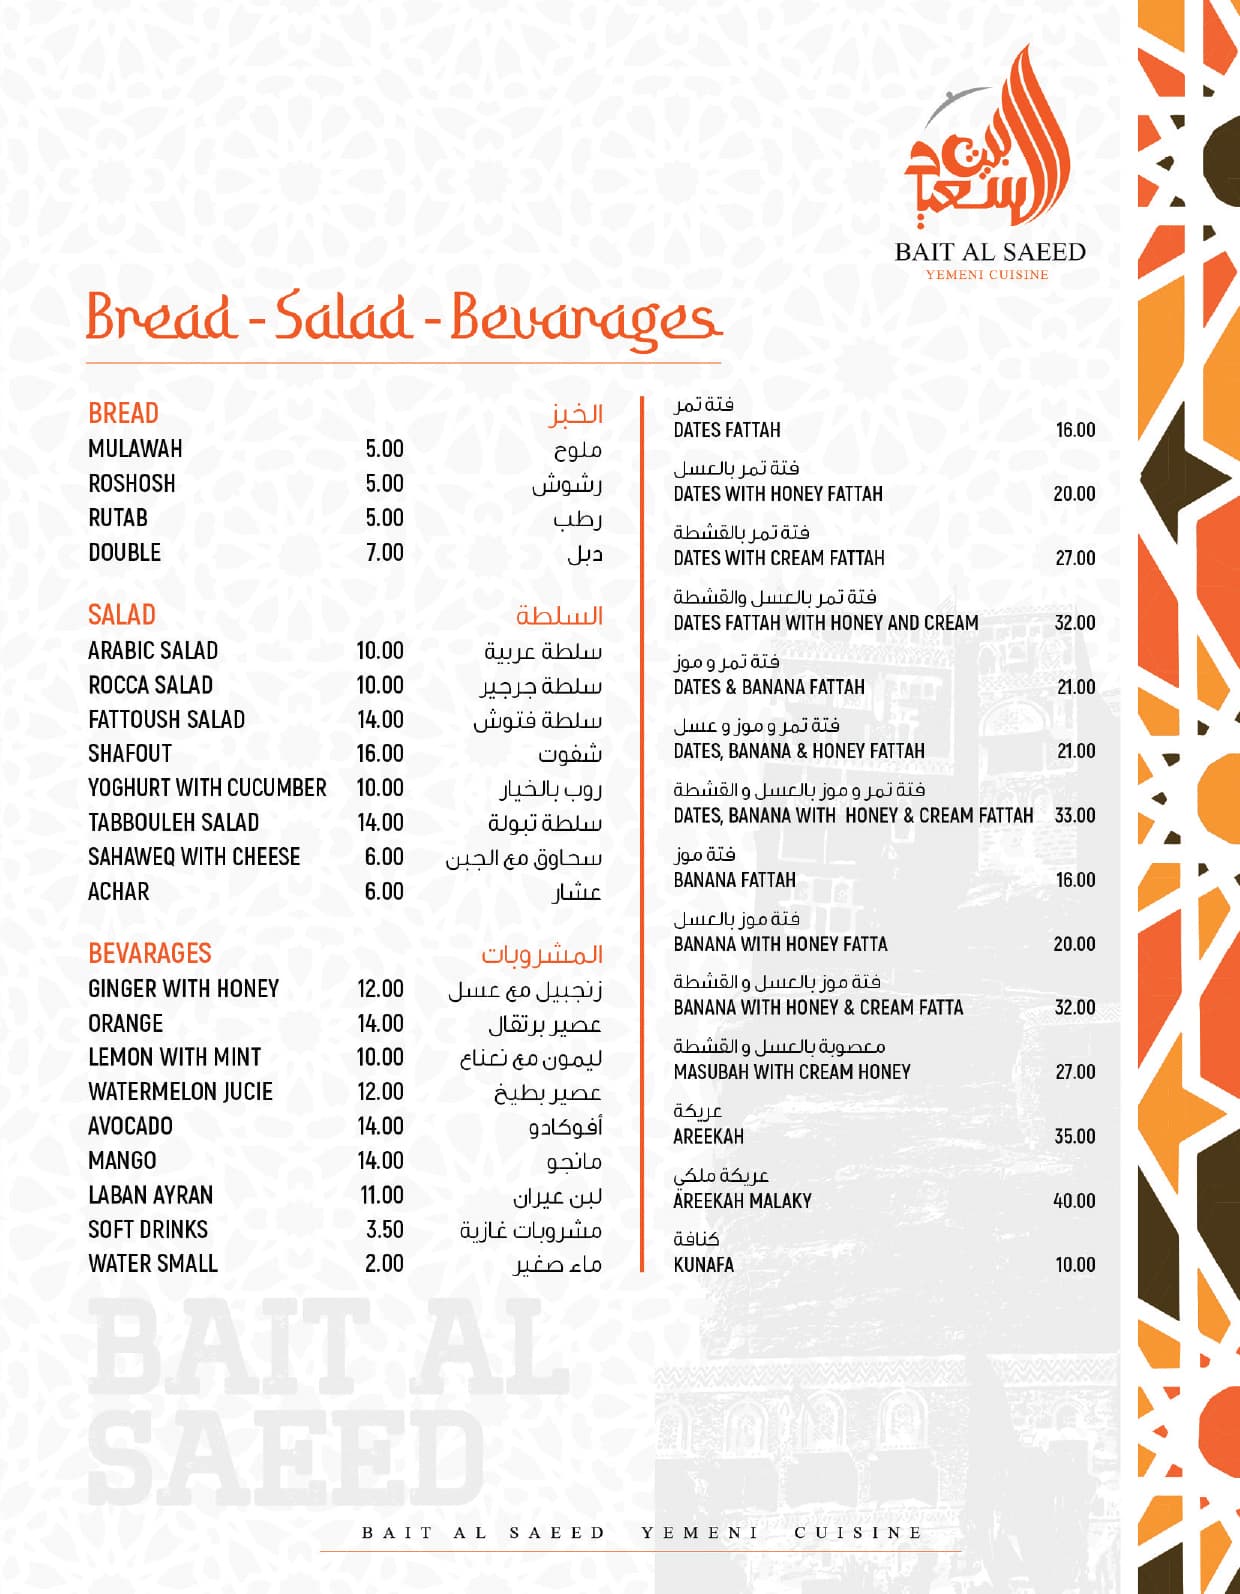 بيت السعيد
BAIT AL SAEED
YEMENI CUISINE
Bread - Salad - Bevarages
BREAD الخبز
MULAWAH 5.00 ملوح
ROSHOSH 5.00 رشوش
RUTAB 5.00 رطب
DOUBLE 7.00 دبل
SALAD السلطة
ARABIC SALAD 10.00 سلطة عربية
ROCCA SALAD 10.00 سلطة جرجير
FATTOUSH SALAD 14.00 سلطة فتوش
SHAFOUT 16.00 شفوت
YOGHURT WITH CUCUMBER 10.00 روب بالخيار
TABBOULEH SALAD 14.00 سلطة تبولة
SAHAWEQ WITH CHEESE 6.00 سحاوق مع الجبن
ACHAR 6.00 عشار
BEVARAGES المشروبات
GINGER WITH HONEY 12.00 زنجبيل مع عسل
ORANGE 14.00 عصير برتقال
LEMON WITH MINT 10.00 ليمون مع نعناع
WATERMELON JUCIE 12.00 عصير بطيخ
AVOCADO 14.00 أفوكادو
MANGO 14.00 مانجو
LABAN AYRAN 11.00 لبن عيران
SOFT DRINKS 3.50 مشروبات غازية
WATER SMALL 2.00 ماء صغير
فتة تمر
DATES FATTAH 16.00
فتة تمر بالعسل
DATES WITH HONEY FATTAH 20.00
فتة تمر بالقشطة
DATES WITH CREAM FATTAH 27.00
فتة تمر بالعسل والقشطة
DATES FATTAH WITH HONEY AND CREAM 32.00
فتة تمر و موز
DATES & BANANA FATTAH 21.00
فتة تمر و موز و عسل
DATES, BANANA & HONEY FATTAH 21.00
فتة تمر و موز بالعسل و القشطة
DATES, BANANA WITH HONEY & CREAM FATTAH 33.00
فتة موز
BANANA FATTAH 16.00
فتة موز بالعسل
BANANA WITH HONEY FATTA 20.00
فتة موز بالعسل و القشطة
BANANA WITH HONEY & CREAM FATTA 32.00
معصوبة بالعسل و القشطة
MASUBAH WITH CREAM HONEY 27.00
عريكة
AREEKAH 35.00
عريكة ملكي
AREEKAH MALAKY 40.00
كنافة
KUNAFA 10.00
BAIT AL
SAEED
BAIT AL SAEED YEMENI CUISINE